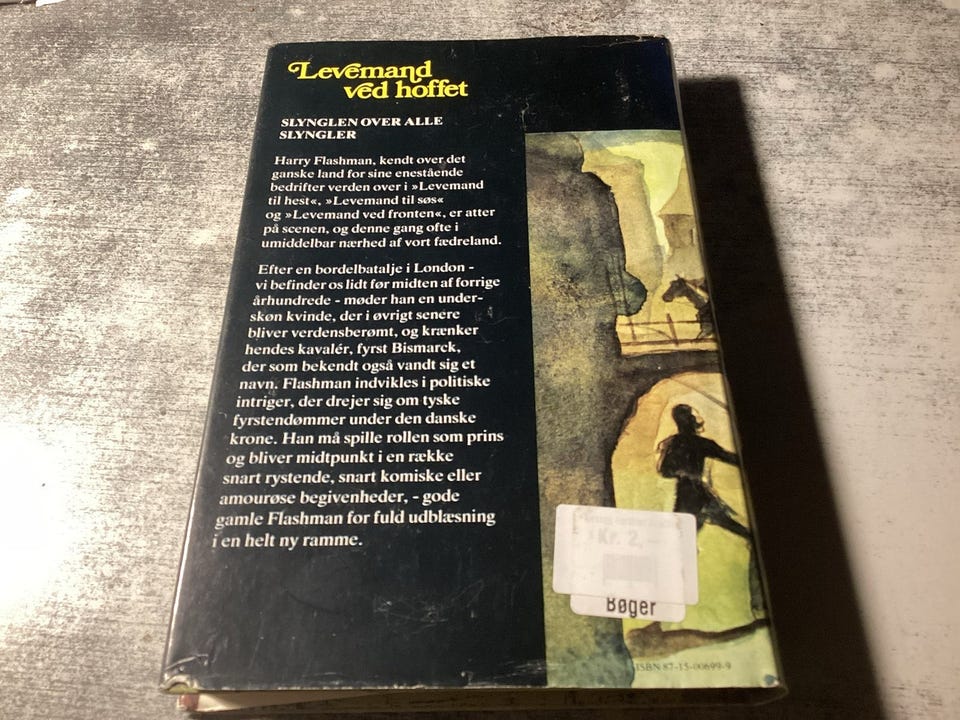 Levemand
ved hoffet
SLYNGLEN OVER ALLE
SLYNGLER
Harry Flashman, kendt over det
ganske land for sine enestående
bedrifter verden over i »Levemand
til hest«, »Levemand til søs«
og »Levemand ved fronten«, er atter
på scenen, og denne gang ofte i
umiddelbar nærhed af vort fædreland.
Efter en bordelbatalje i London -
vi befinder os lidt før midten af forrige
århundrede - møder han en under-
skøn kvinde, der i øvrigt senere
bliver verdensberømt, og krænker
hendes kavalér, fyrst Bismarck,
der som bekendt også vandt sig et
navn. Flashman indvikles i politiske
intriger, der drejer sig om tyske
fyrstendømmer under den danske
krone. Han må spille rollen som prins
og bliver midtpunkt i en række
snart rystende, snart komiske eller
amourøse begivenheder, - gode
gamle Flashman for fuld udblæsning
i en helt ny ramme.
Kr. 2,-
Bøger
ISBN 87-15-00699-9